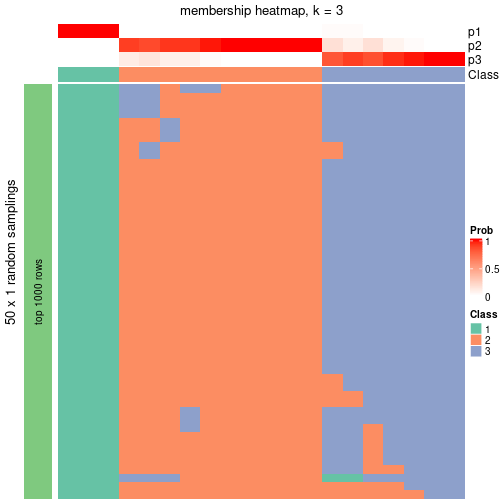 membership heatmap, k = 3
p1
p2
p3
Class
50 x 1 random samplings
top 1000 rows
Prob
1
0.5
0
Class
1
2
3